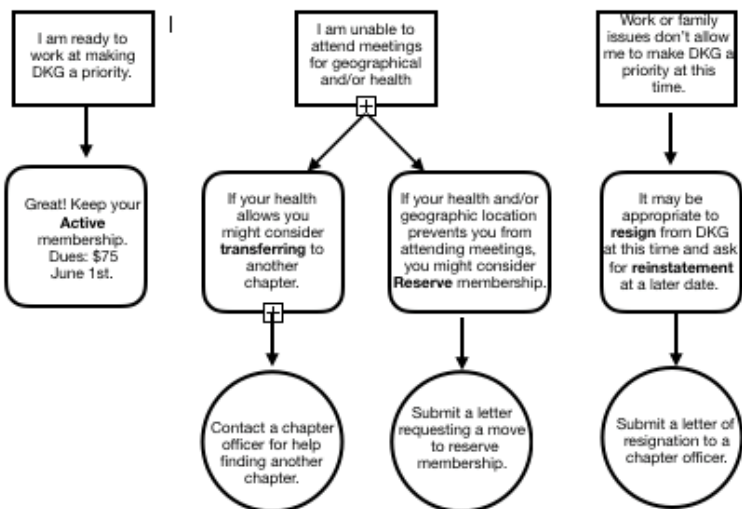 I am ready to
work at making
DKG a priority.
I am unable to
attend meetings
for geographical
and/or health
Work or family
issues don't allow
me to make DKG a
priority at this
time.
Great! Keep your
Active
membership.
Dues: $75
June 1st.
If your health
allows you
might consider
transferring to
another
chapter.
If your health and/or
geographic location
prevents you from
attending meetings,
you might consider
Reserve membership.
It may be
appropriate to
resign from DKG
at this time and ask
for reinstatement
at a later date.
Contact a chapter
officer for help
finding another
chapter.
Submit a letter
requesting a move
to reserve
membership.
Submit a letter of
resignation to a
chapter officer.